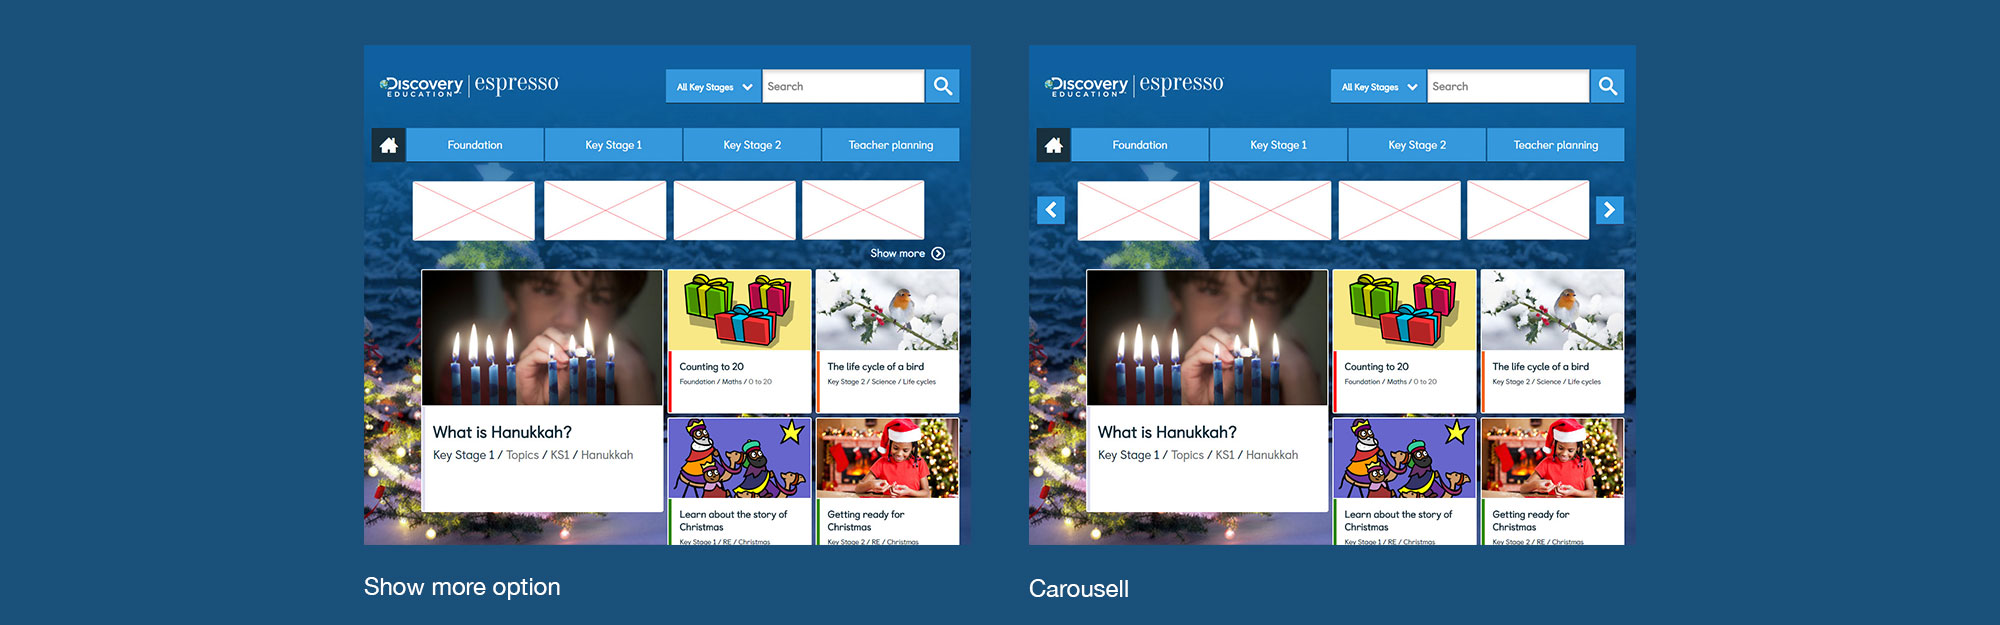 Discovery EDUCATION | espresso
All Key Stages
Search
Foundation
Key Stage 1
Key Stage 2
Teacher planning
Show more
What is Hanukkah?
Key Stage 1 / Topics / KS1 / Hanukkah
Counting to 20
Foundation / Maths / 0 to 20
The life cycle of a bird
Key Stage 2 / Science / Life cycles
Learn about the story of
Christmas
Key Stage 1 / RE / Christmas
Getting ready for
Christmas
Key Stage 2 / RE / Christmas
Show more option
Discovery EDUCATION | espresso
All Key Stages
Search
Foundation
Key Stage 1
Key Stage 2
Teacher planning
What is Hanukkah?
Key Stage 1 / Topics / KS1 / Hanukkah
Counting to 20
Foundation / Maths / 0 to 20
The life cycle of a bird
Key Stage 2 / Science / Life cycles
Learn about the story of
Christmas
Key Stage 1 / RE / Christmas
Getting ready for
Christmas
Key Stage 2 / RE / Christmas
Carousell